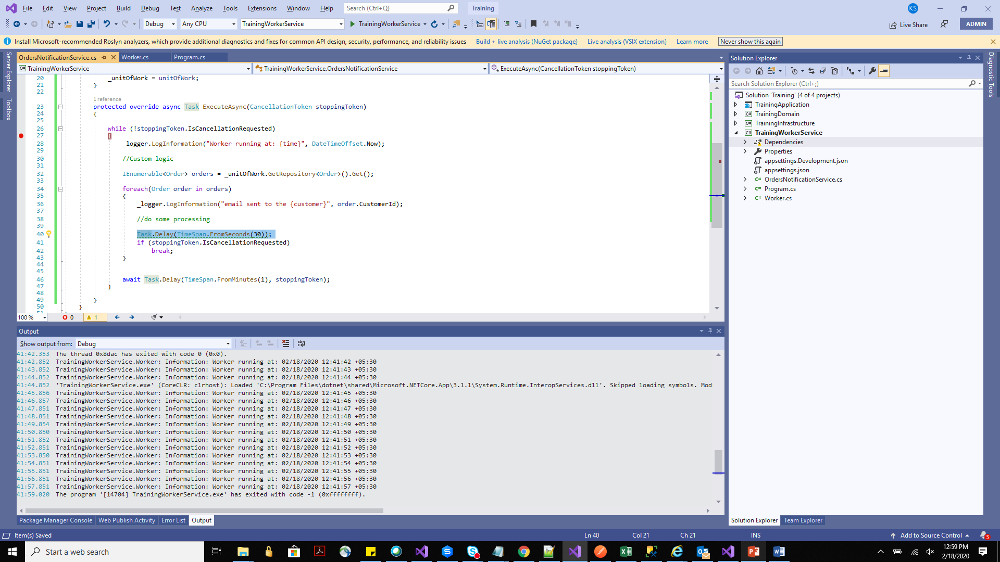 File Edit View Project Build Debug Test Analyze Tools Extensions Window Help Search (Ctrl+Q) Training KS
Debug Any CPU TrainingWorkerService TrainingWorkerService Live Share ADMIN
Install Microsoft-recommended Roslyn analyzers, which provide additional diagnostics and fixes for common API design, security, performance, and reliability issues Build + live analysis (NuGet package) Live analysis (VSIX extension) Learn more Never show this again
Server Explorer
Toolbox
OrdersNotificationService.cs Worker.cs Program.cs
TrainingWorkerService TrainingWorkerService.OrdersNotificationService ExecuteAsync(CancellationToken stoppingToken)
20 _unitOfWork = unitOfWork;
21 }
22
1 reference
23 protected override async Task ExecuteAsync(CancellationToken stoppingToken)
24 {
25
26 while (!stoppingToken.IsCancellationRequested)
27 {
28 _logger.LogInformation("Worker running at: {time}", DateTimeOffset.Now);
29
30 //Custom logic
31
32 IEnumerable<Order> orders = _unitOfWork.GetRepository<Order>().Get();
33
34 foreach(Order order in orders)
35 {
36 _logger.LogInformation("email sent to the {customer}", order.CustomerId);
37
38 //do some processing
39
40 Task.Delay(TimeSpan.FromSeconds(30));
41 if (stoppingToken.IsCancellationRequested)
42 break;
43 }
44
45
46 await Task.Delay(TimeSpan.FromMinutes(1), stoppingToken);
47 }
48
49 }
50 }
100 % 0 1
Output
Show output from: Debug
41:42.353 The thread 0x8dac has exited with code 0 (0x0).
41:42.852 TrainingWorkerService.Worker: Information: Worker running at: 02/18/2020 12:41:42 +05:30
41:43.852 TrainingWorkerService.Worker: Information: Worker running at: 02/18/2020 12:41:43 +05:30
41:44.852 TrainingWorkerService.Worker: Information: Worker running at: 02/18/2020 12:41:44 +05:30
41:44.852 'TrainingWorkerService.exe' (CoreCLR: clrhost): Loaded 'C:\Program Files\dotnet\shared\Microsoft.NETCore.App\3.1.1\System.Runtime.InteropServices.dll'. Skipped loading symbols. Mod
41:45.856 TrainingWorkerService.Worker: Information: Worker running at: 02/18/2020 12:41:45 +05:30
41:46.857 TrainingWorkerService.Worker: Information: Worker running at: 02/18/2020 12:41:46 +05:30
41:47.851 TrainingWorkerService.Worker: Information: Worker running at: 02/18/2020 12:41:47 +05:30
41:48.851 TrainingWorkerService.Worker: Information: Worker running at: 02/18/2020 12:41:48 +05:30
41:49.854 TrainingWorkerService.Worker: Information: Worker running at: 02/18/2020 12:41:49 +05:30
41:50.850 TrainingWorkerService.Worker: Information: Worker running at: 02/18/2020 12:41:50 +05:30
41:51.852 TrainingWorkerService.Worker: Information: Worker running at: 02/18/2020 12:41:51 +05:30
41:52.851 TrainingWorkerService.Worker: Information: Worker running at: 02/18/2020 12:41:52 +05:30
41:53.850 TrainingWorkerService.Worker: Information: Worker running at: 02/18/2020 12:41:53 +05:30
41:54.851 TrainingWorkerService.Worker: Information: Worker running at: 02/18/2020 12:41:54 +05:30
41:55.851 TrainingWorkerService.Worker: Information: Worker running at: 02/18/2020 12:41:55 +05:30
41:56.851 TrainingWorkerService.Worker: Information: Worker running at: 02/18/2020 12:41:56 +05:30
41:57.851 TrainingWorkerService.Worker: Information: Worker running at: 02/18/2020 12:41:57 +05:30
41:59.020 The program '[14704] TrainingWorkerService.exe' has exited with code -1 (0xffffffff).
Package Manager Console Web Publish Activity Error List Output
Solution Explorer
Search Solution Explorer (Ctrl+;)
Solution 'Training' (4 of 4 projects)
TrainingApplication
C# TrainingDomain
C# TrainingInfrastructure
C# TrainingWorkerService
Dependencies
Properties
appsettings.Development.json
appsettings.json
C# OrdersNotificationService.cs
C# Program.cs
C# Worker.cs
Solution Explorer Team Explorer
Diagnostic Tools
Item(s) Saved Ln 40 Col 21 Ch 21 INS Add to Source Control 3
Start a web search
12:59 PM
2/18/2020